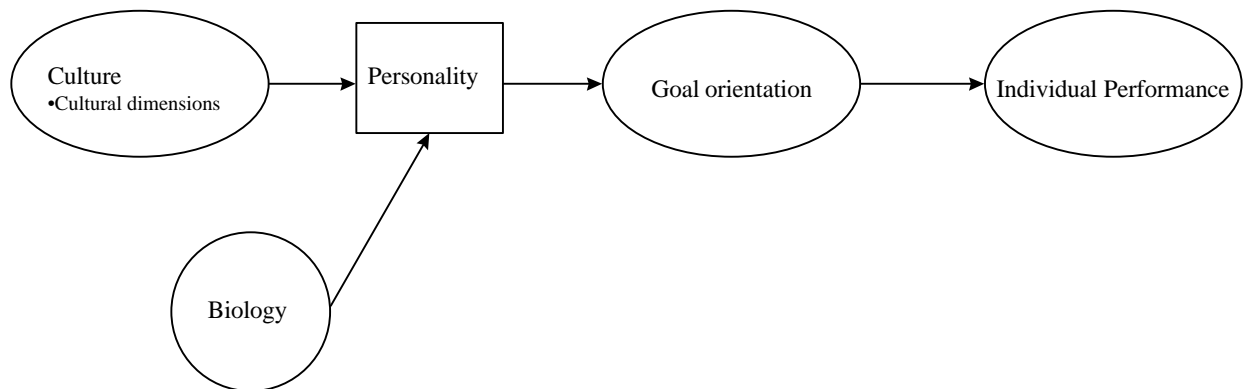 Culture
•Cultural dimensions
Personality
Goal orientation
Individual Performance
Biology